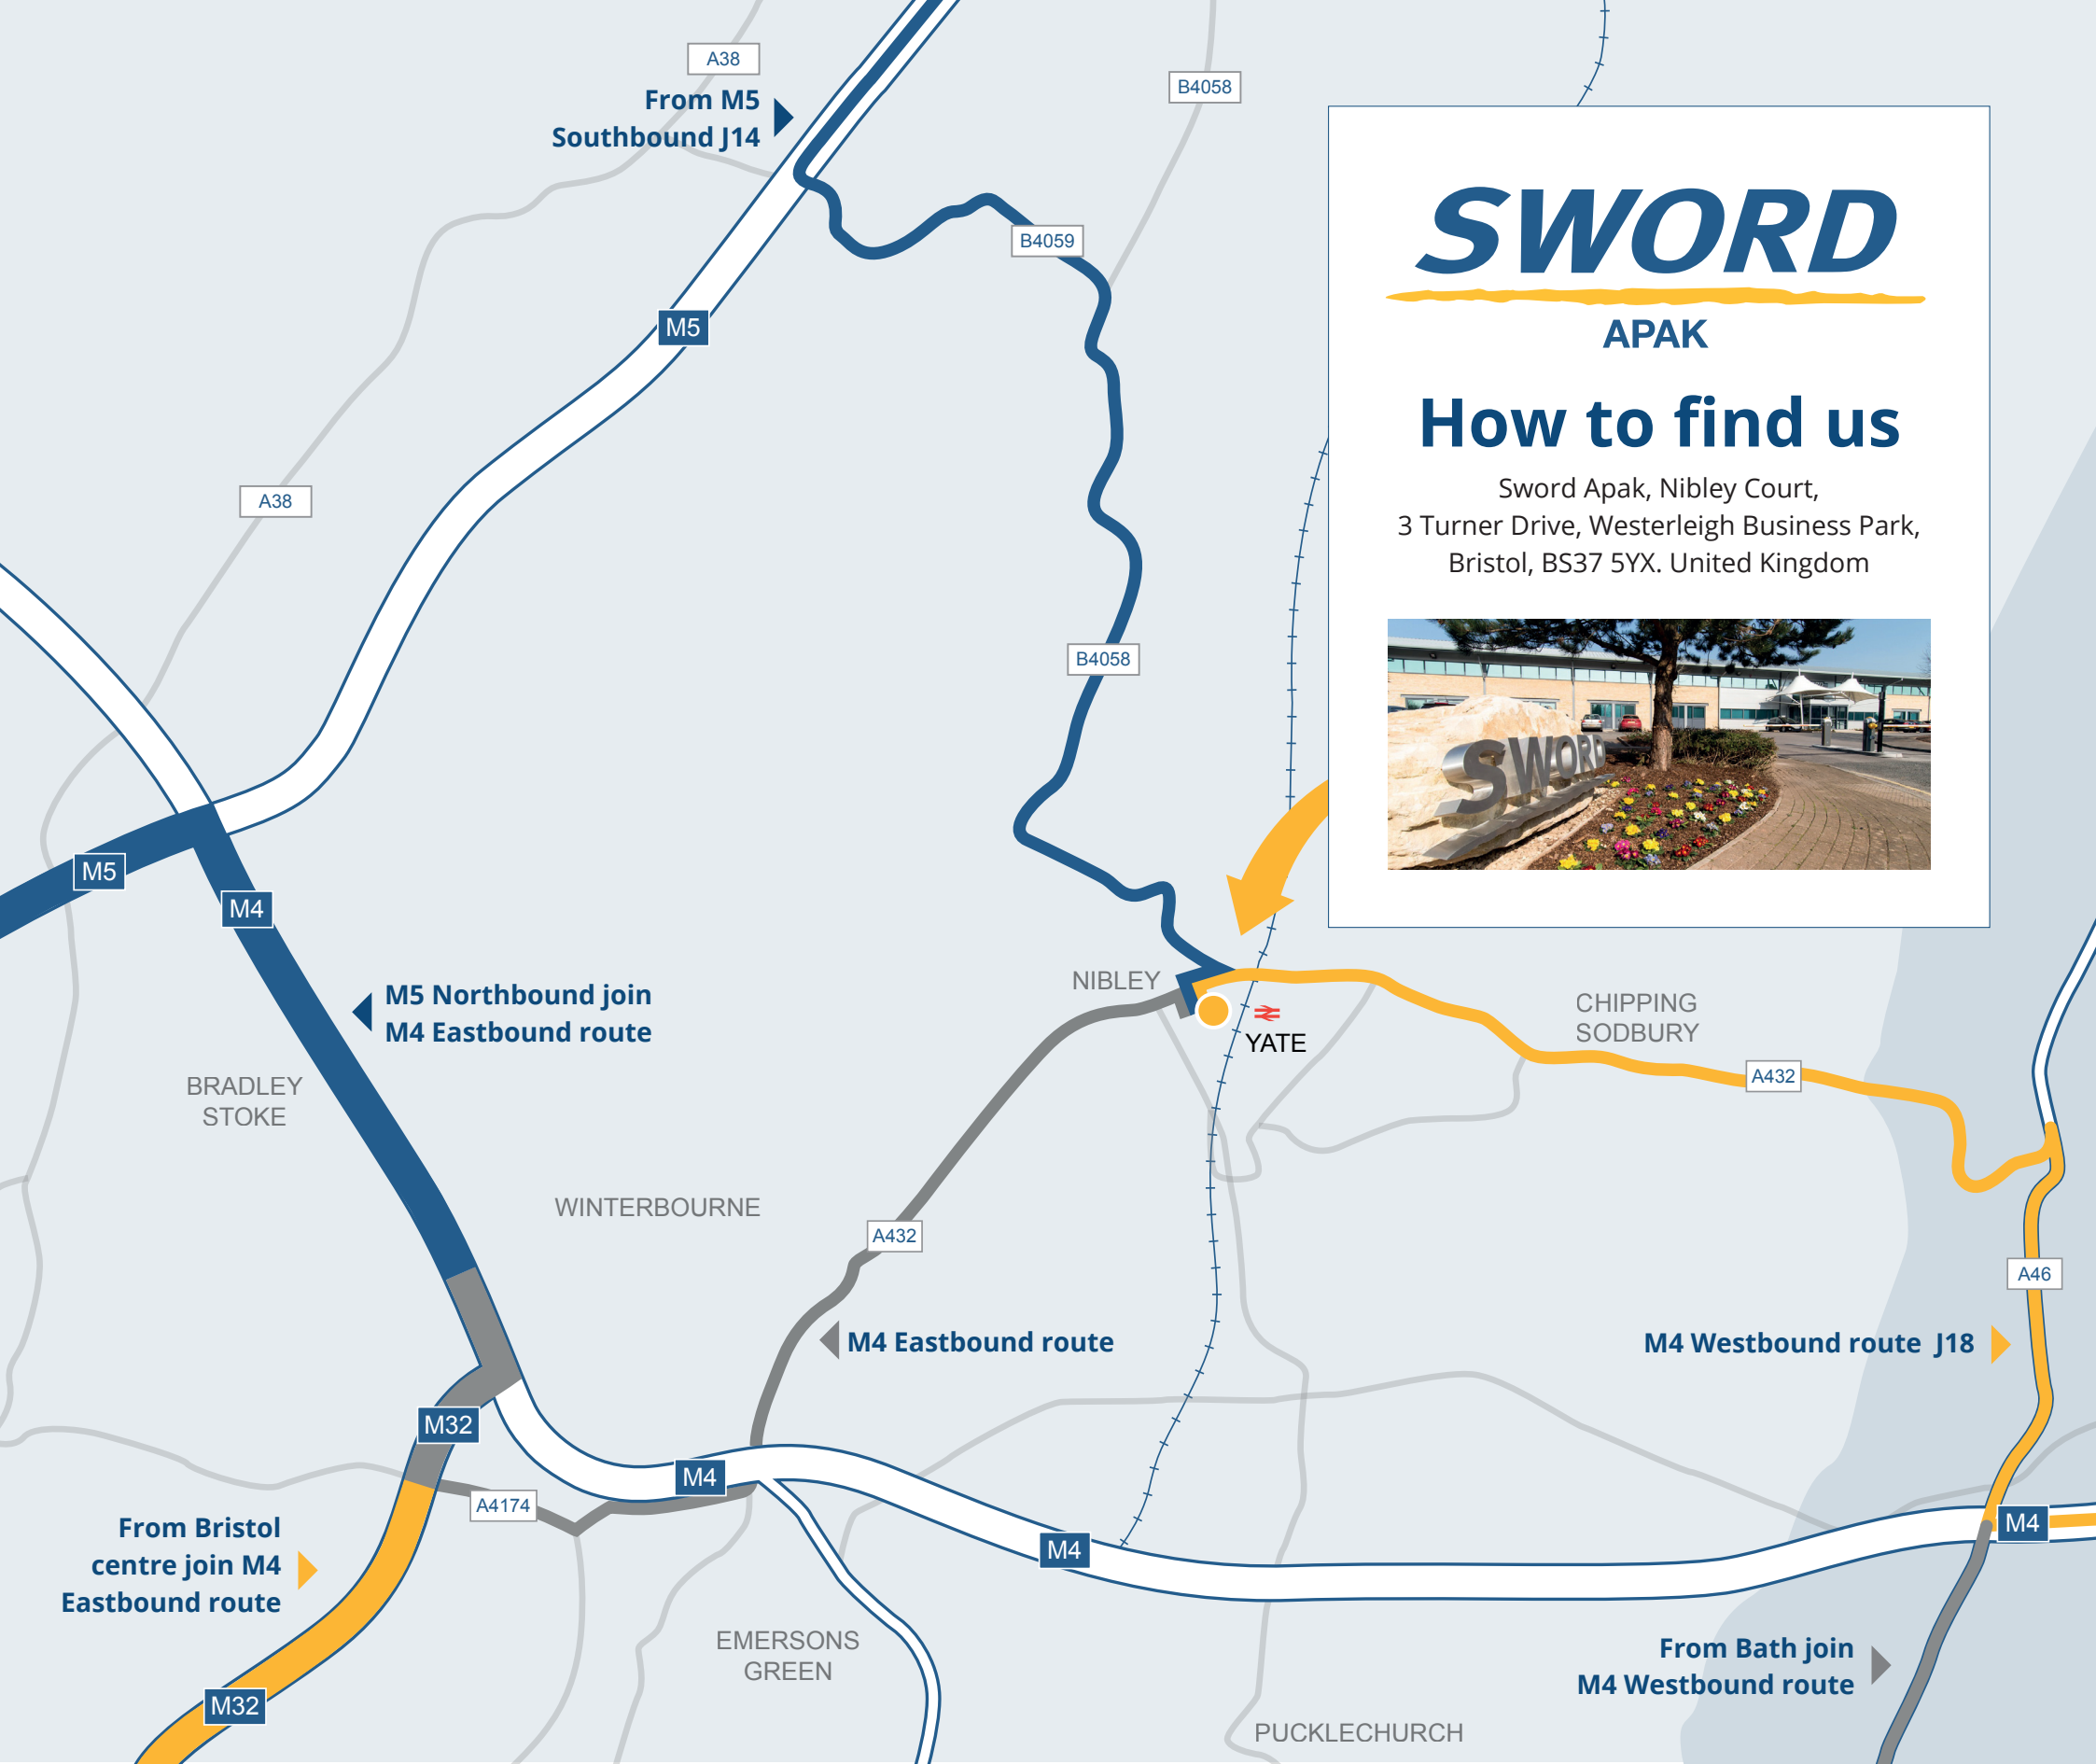 A38
From M5
Southbound J14
B4058
SWORD
APAK
How to find us
Sword Apak, Nibley Court,
3 Turner Drive, Westerleigh Business Park,
Bristol, BS37 5YX. United Kingdom
SWORD
B4059
M5
A38
B4058
M5
M4
M5 Northbound join
M4 Eastbound route
NIBLEY
YATE
CHIPPING
SODBURY
A432
BRADLEY
STOKE
WINTERBOURNE
A432
A46
M4 Eastbound route
M4 Westbound route J18
M32
M4
A4174
M4
M4
From Bristol
centre join M4
Eastbound route
EMERSONS
GREEN
From Bath join
M4 Westbound route
M32
PUCKLECHURCH